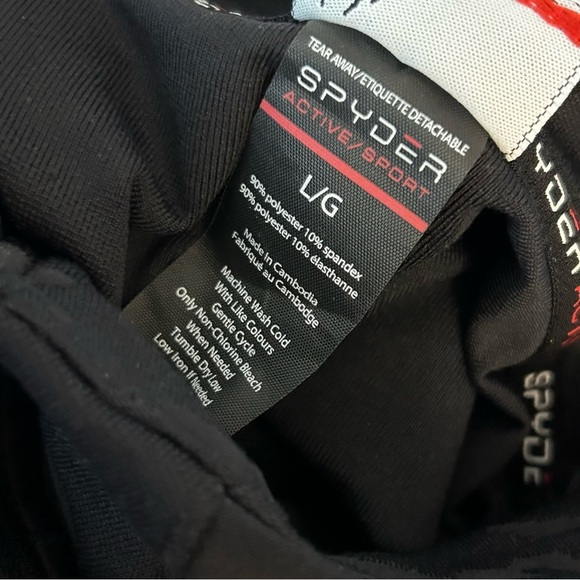 TEAR AWAY/ETIQUETTE DETACHABLE
SPYDER
ACTIVE/SPORT
L/G
90% polyester 10% spandex
90% polyester 10% élasthanne
Made in Cambodia
Fabriqué au Cambodge
Machine Wash Cold
With Like Colours
Gentle Cycle
Only Non-Chlorine Bleach
When Needed
Tumble Dry Low
Low Iron If Needed